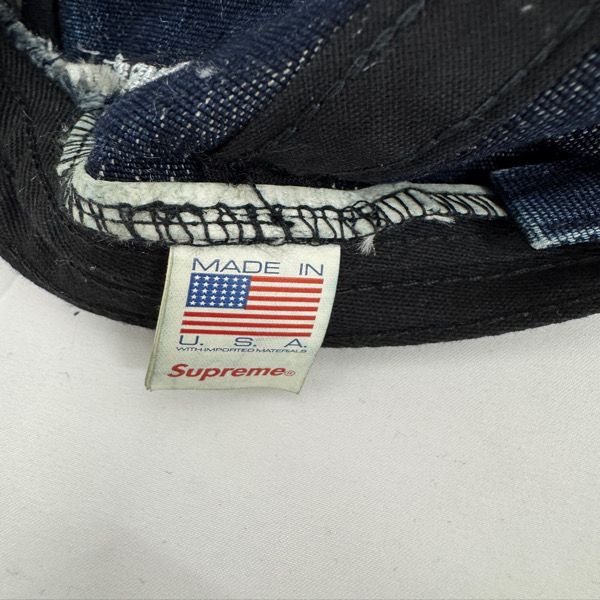 MADE IN
U. S. A.
WITH IMPORTED MATERIALS
Supreme®